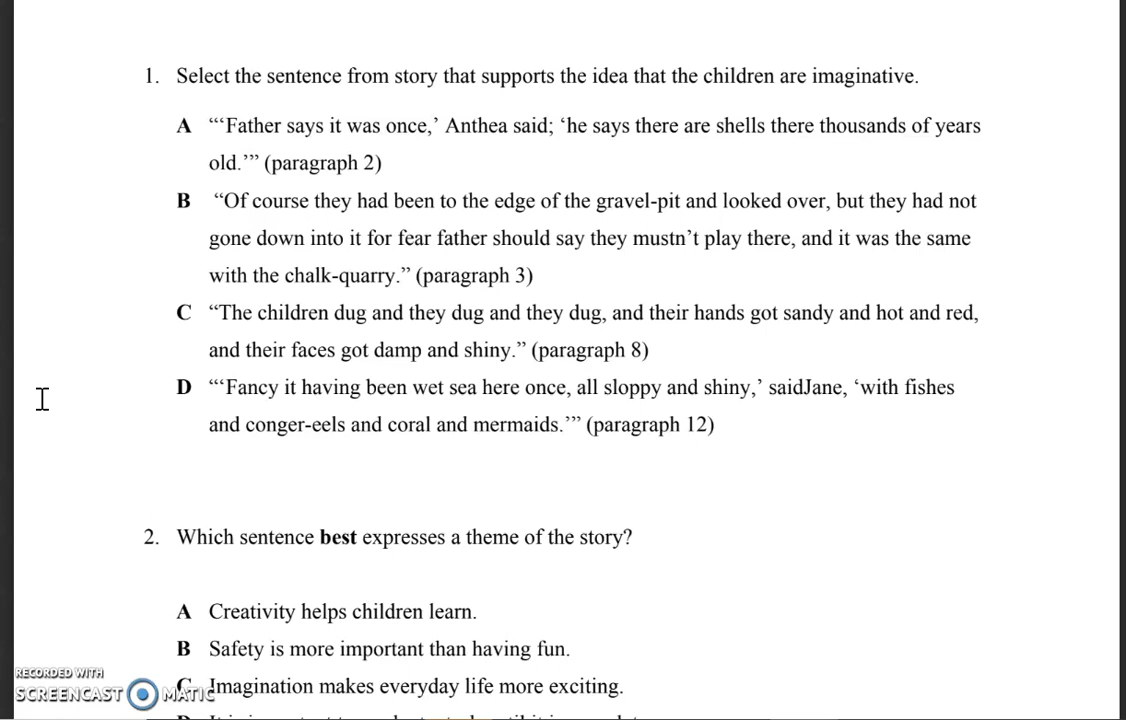 1. Select the sentence from story that supports the idea that the children are imaginative.
A “‘Father says it was once,’ Anthea said; ‘he says there are shells there thousands of years
old.’” (paragraph 2)
B “Of course they had been to the edge of the gravel-pit and looked over, but they had not
gone down into it for fear father should say they mustn’t play there, and it was the same
with the chalk-quarry.” (paragraph 3)
C “The children dug and they dug and they dug, and their hands got sandy and hot and red,
and their faces got damp and shiny.” (paragraph 8)
D “‘Fancy it having been wet sea here once, all sloppy and shiny,’ saidJane, ‘with fishes
and conger-eels and coral and mermaids.’” (paragraph 12)
2. Which sentence best expresses a theme of the story?
A Creativity helps children learn.
B Safety is more important than having fun.
C Imagination makes everyday life more exciting.
RECORDED WITH
SCREENCAST MATIC